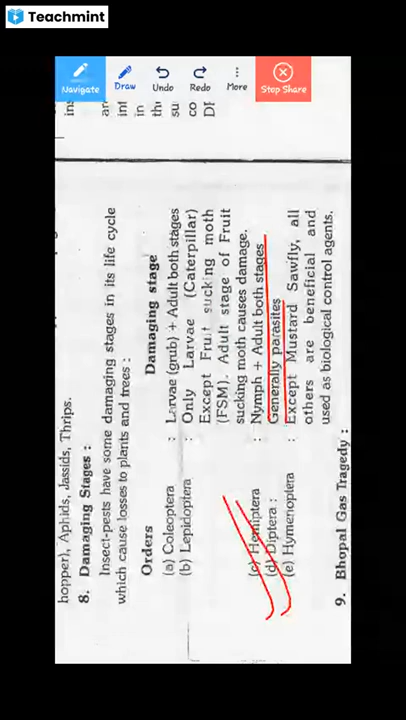 Teachmint
Navigate
Draw
Undo
Redo
More
Stop Share
hopper), Aphids, Jassids, Thrips.
8. Damaging Stages :
Insect-pests have some damaging stages in its life cycle
which cause losses to plants and trees :
Orders Damaging stage
(a) Coleoptera : Larvae (grub) + Adult both stages
(b) Lepidoptera : Only Larvae (Caterpillar)
Except Fruit sucking moth
(FSM). Adult stage of Fruit
sucking moth causes damage.
(c) Hemiptera : Nymph + Adult both stages
(d) Diptera : Generally parasites
(e) Hymenoptera : Except Mustard Sawfly, all
others are beneficial and
used as biological control agents.
9. Bhopal Gas Tragedy :